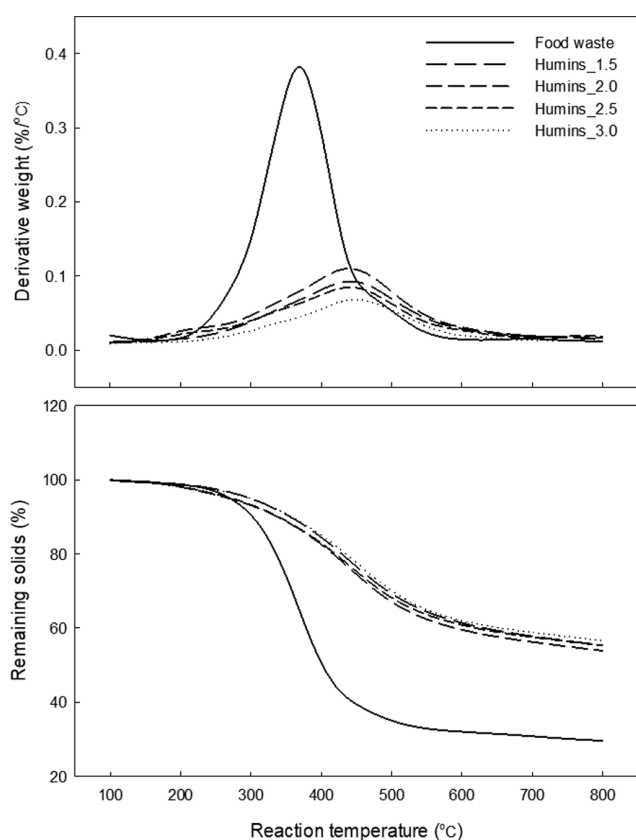 Derivative weight (%/°C)
0.4
0.3
0.2
0.1
0.0
Food waste
Humins_1.5
Humins_2.0
Humins_2.5
Humins_3.0
Remaining solids (%)
120
100
80
60
40
20
100 200 300 400 500 600 700 800
Reaction temperature (°C)